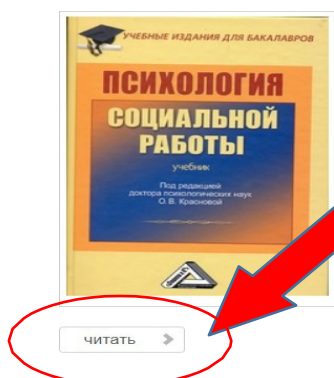 УЧЕБНЫЕ ИЗДАНИЯ ДЛЯ БАКАЛАВРОВ
ПСИХОЛОГИЯ
СОЦИАЛЬНОЙ
РАБОТЫ
учебник
Под редакцией
доктора психологических наук
О. В. Красновой
читать